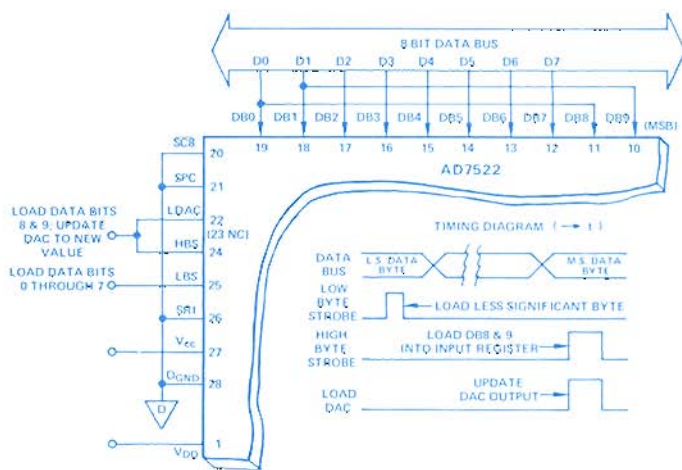 8 BIT DATA BUS
D0 D1 D2 D3 D4 D5 D6 D7
DB0 DB1 DB2 DB3 DB4 DB5 DB6 DB7 DB8 DB9 (MSB)
19 18 17 16 15 14 13 12 11 10
AD7522
SC8
20
SPC
21
LDAC
22
(23 NC)
HBS
24
LBS
25
SRI
26
Vcc
27
DGND
28
D
VDD
1
LOAD DATA BITS
8 & 9; UPDATE
DAC TO NEW
VALUE
LOAD DATA BITS
0 THROUGH 7
TIMING DIAGRAM ( → t )
DATA
BUS
L.S. DATA
BYTE
M.S. DATA
BYTE
LOW
BYTE
STROBE
LOAD LESS SIGNIFICANT BYTE
HIGH
BYTE
STROBE
LOAD DB8 & 9
INTO INPUT REGISTER
LOAD
DAC
UPDATE
DAC OUTPUT